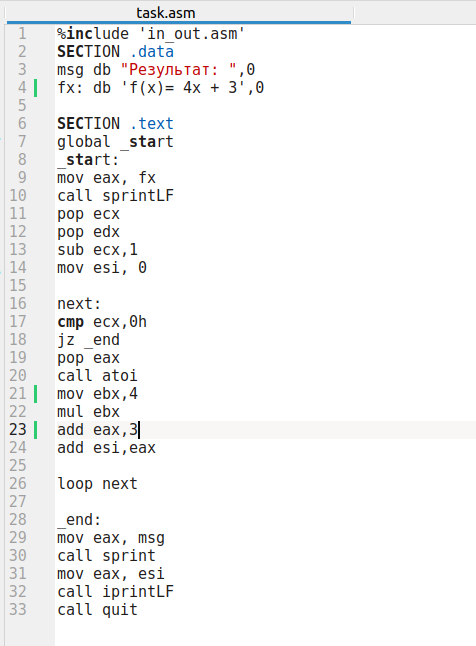 task.asm
1 %include 'in_out.asm'
2 SECTION .data
3 msg db "Результат: ",0
4 fx: db 'f(x)= 4x + 3',0
5
6 SECTION .text
7 global _start
8 _start:
9 mov eax, fx
10 call sprintLF
11 pop ecx
12 pop edx
13 sub ecx,1
14 mov esi, 0
15
16 next:
17 cmp ecx,0h
18 jz _end
19 pop eax
20 call atoi
21 mov ebx,4
22 mul ebx
23 add eax,3
24 add esi,eax
25
26 loop next
27
28 _end:
29 mov eax, msg
30 call sprint
31 mov eax, esi
32 call iprintLF
33 call quit